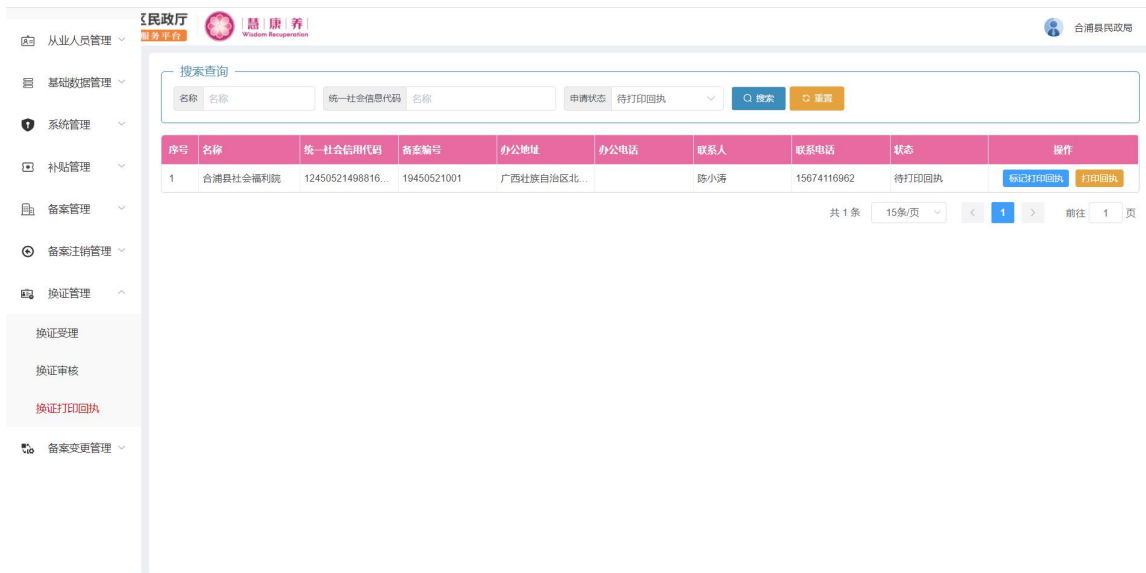 区民政厅
服务平台
慧康养
Wisdom Recuperation
合浦县民政局
从业人员管理
基础数据管理
系统管理
补贴管理
备案管理
备案注销管理
换证管理
换证受理
换证审核
换证打印回执
备案变更管理
搜索查询
名称 名称 统一社会信息代码 名称 申请状态 待打印回执 搜索 重置
序号 名称 统一社会信用代码 备案编号 办公地址 办公电话 联系人 联系电话 状态 操作
1 合浦县社会福利院 12450521498816... 19450521001 广西壮族自治区北... 陈小涛 15674116962 待打印回执 标记打印回执 打印回执
共 1 条 15条/页 1 前往 1 页